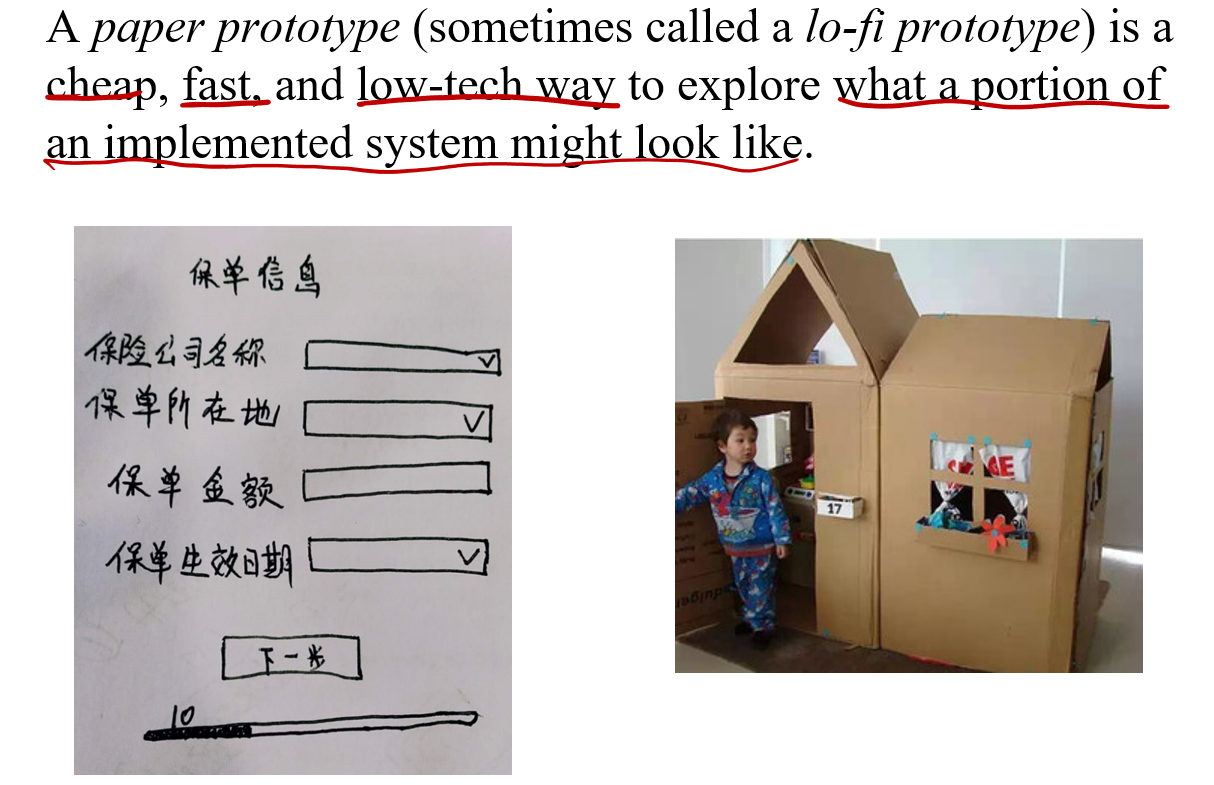 A paper prototype (sometimes called a lo-fi prototype) is a
cheap, fast, and low-tech way to explore what a portion of
an implemented system might look like.
保单信息
保险公司名称
保单所在地
保单金额
保单生效日期
下一步
10
17